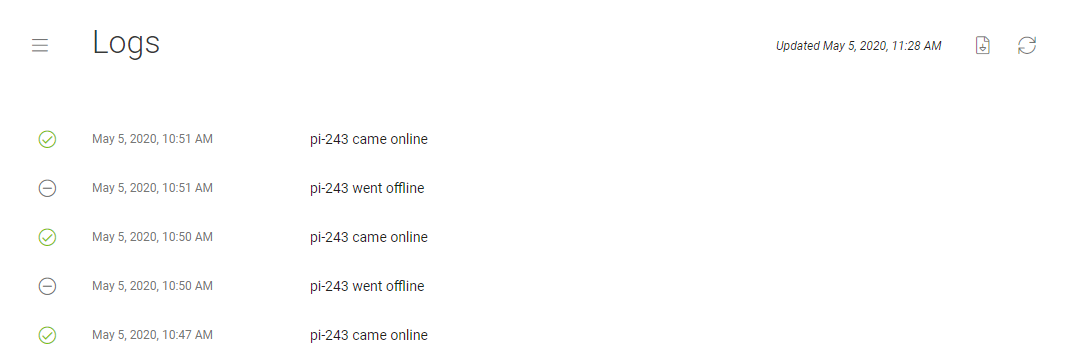 Logs
Updated May 5, 2020, 11:28 AM
May 5, 2020, 10:51 AM pi-243 came online
May 5, 2020, 10:51 AM pi-243 went offline
May 5, 2020, 10:50 AM pi-243 came online
May 5, 2020, 10:50 AM pi-243 went offline
May 5, 2020, 10:47 AM pi-243 came online